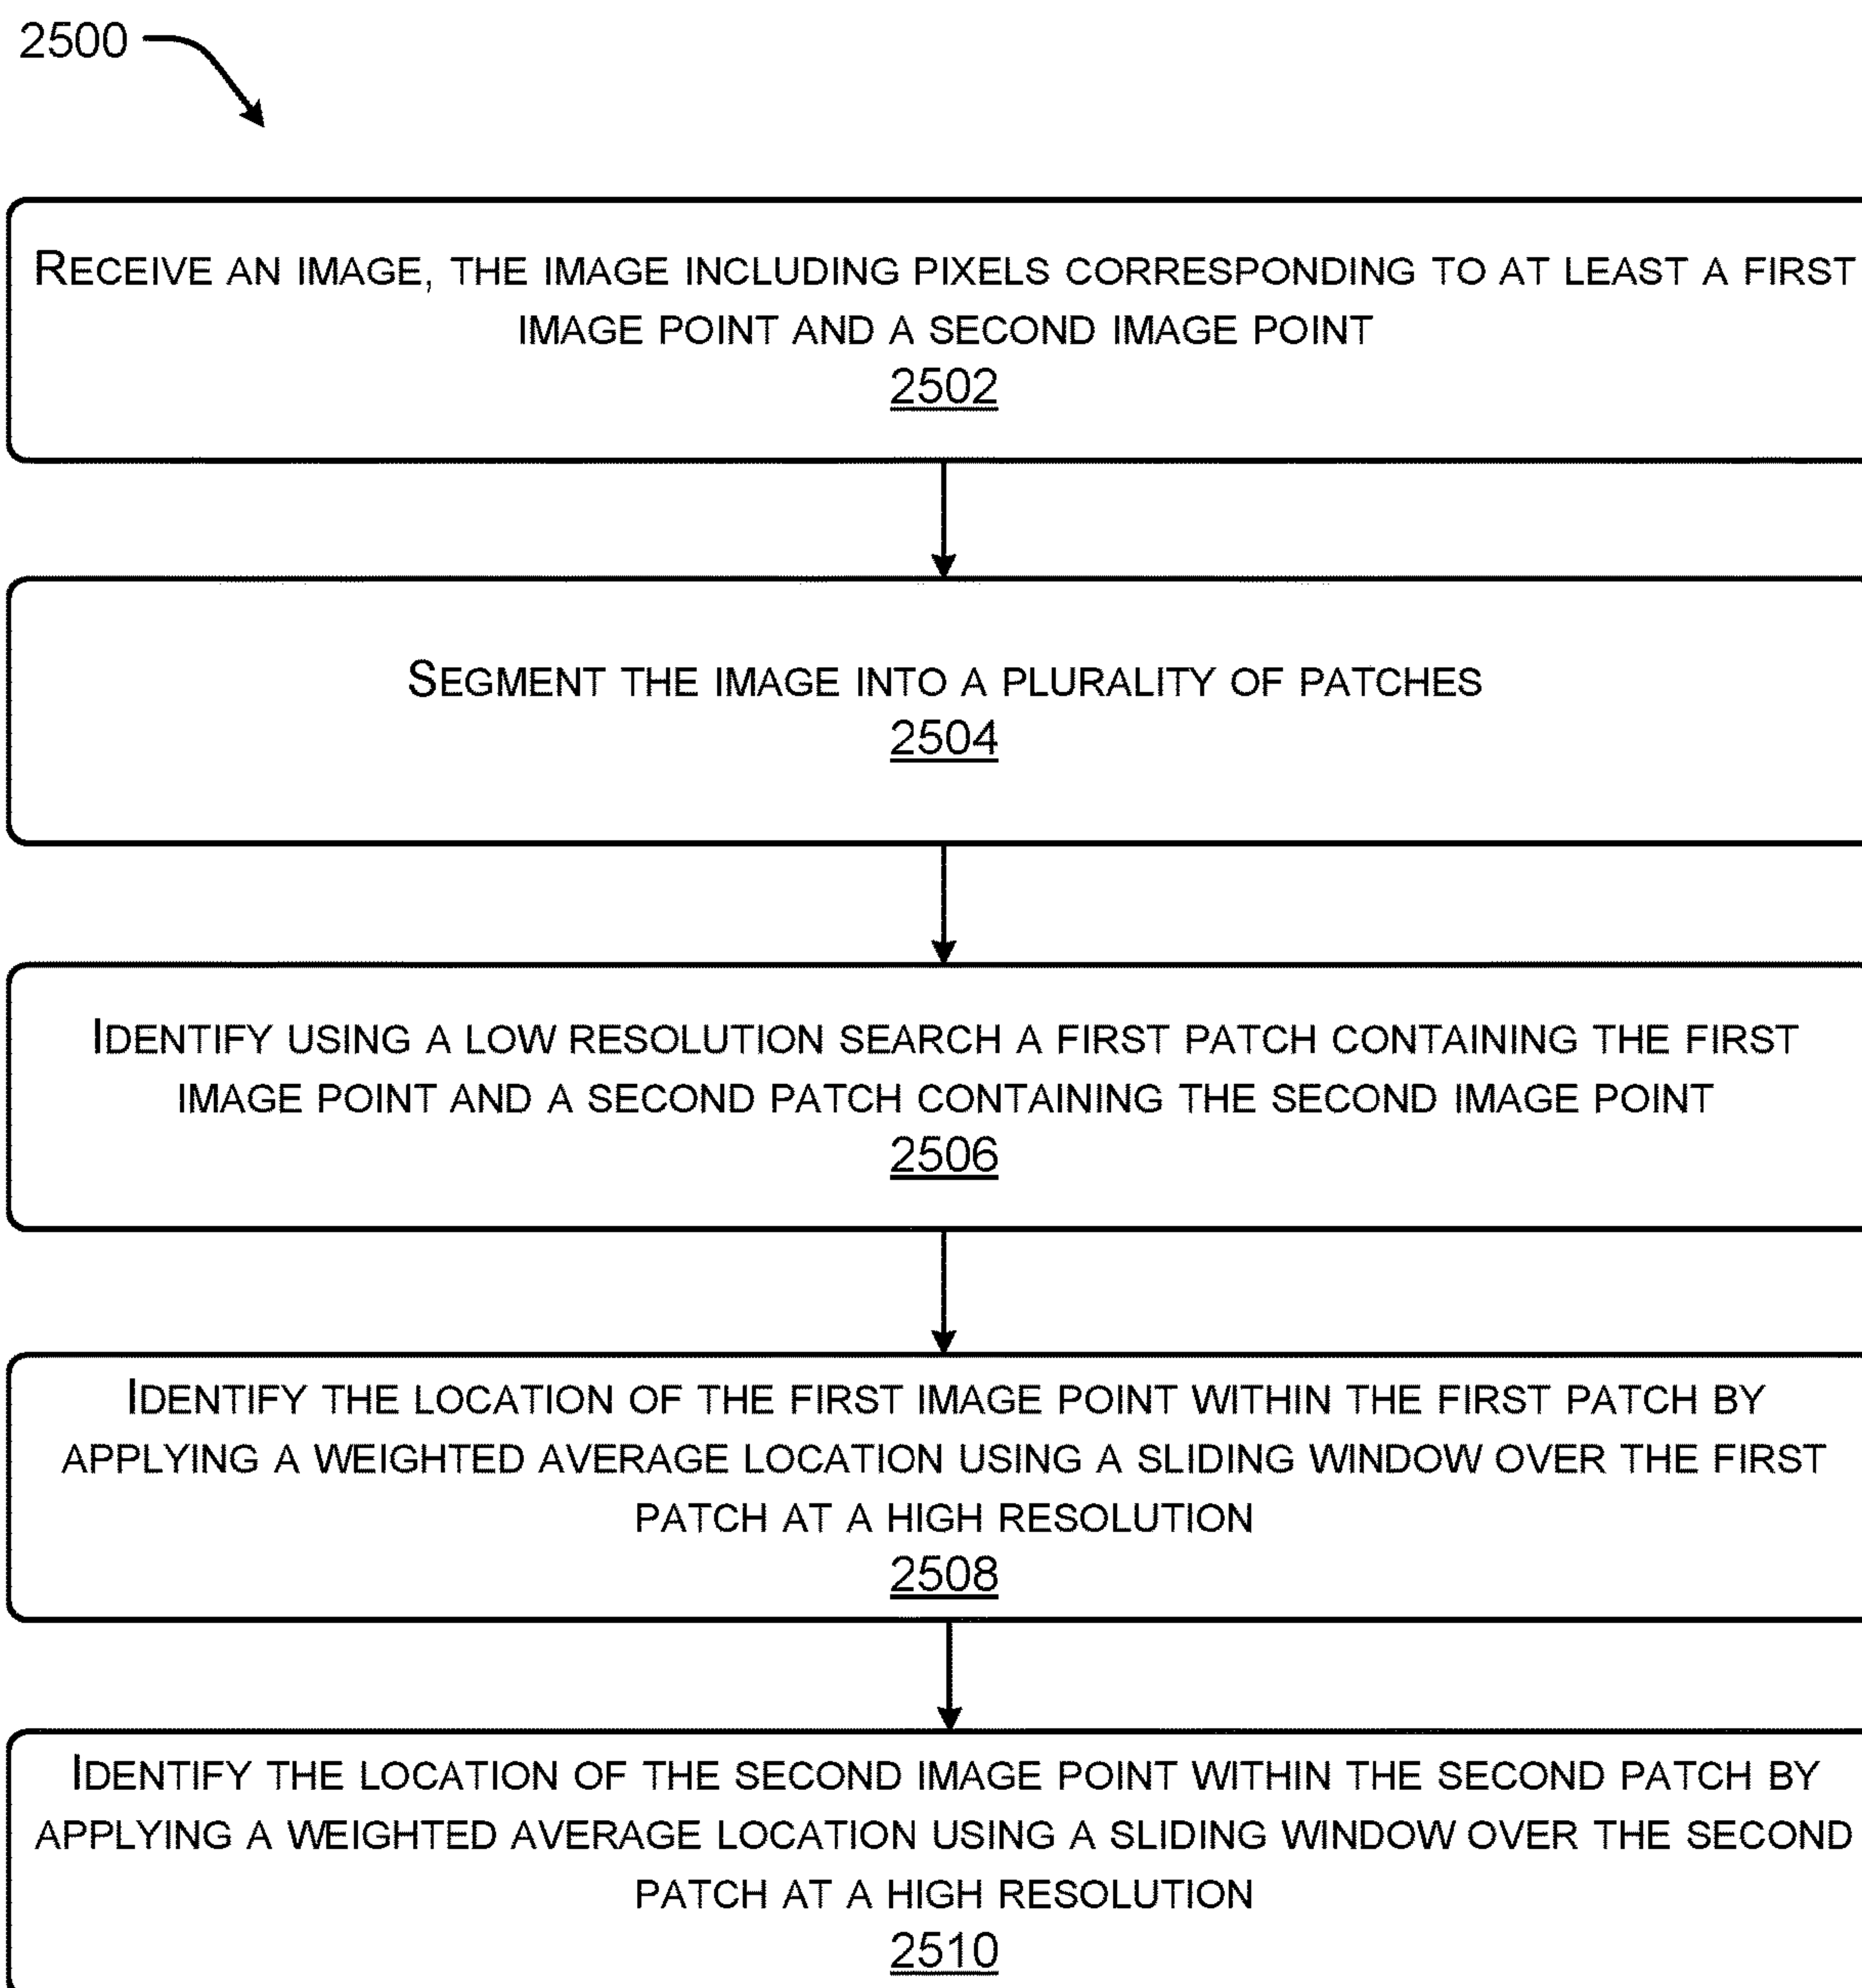 2500
RECEIVE AN IMAGE, THE IMAGE INCLUDING PIXELS CORRESPONDING TO AT LEAST A FIRST
IMAGE POINT AND A SECOND IMAGE POINT
2502
SEGMENT THE IMAGE INTO A PLURALITY OF PATCHES
2504
IDENTIFY USING A LOW RESOLUTION SEARCH A FIRST PATCH CONTAINING THE FIRST
IMAGE POINT AND A SECOND PATCH CONTAINING THE SECOND IMAGE POINT
2506
IDENTIFY THE LOCATION OF THE FIRST IMAGE POINT WITHIN THE FIRST PATCH BY
APPLYING A WEIGHTED AVERAGE LOCATION USING A SLIDING WINDOW OVER THE FIRST
PATCH AT A HIGH RESOLUTION
2508
IDENTIFY THE LOCATION OF THE SECOND IMAGE POINT WITHIN THE SECOND PATCH BY
APPLYING A WEIGHTED AVERAGE LOCATION USING A SLIDING WINDOW OVER THE SECOND
PATCH AT A HIGH RESOLUTION
2510